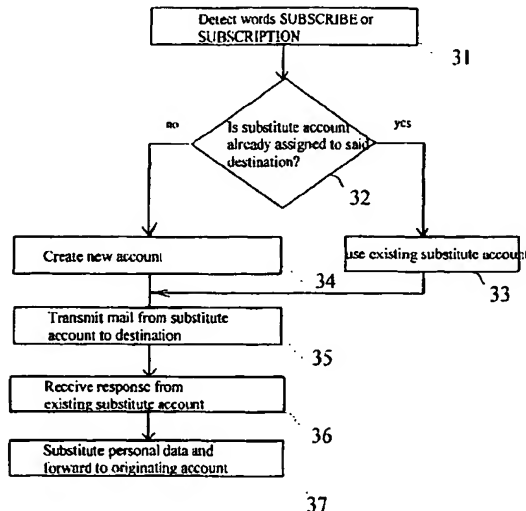 Detect words SUBSCRIBE or
SUBSCRIPTION
31
no
Is substitute account
already assigned to said
destination?
yes
32
Create new account
34
use existing substitute account
33
Transmit mail from substitute
account to destination
35
Receive response from
existing substitute account
36
Substitute personal data and
forward to originating account
37